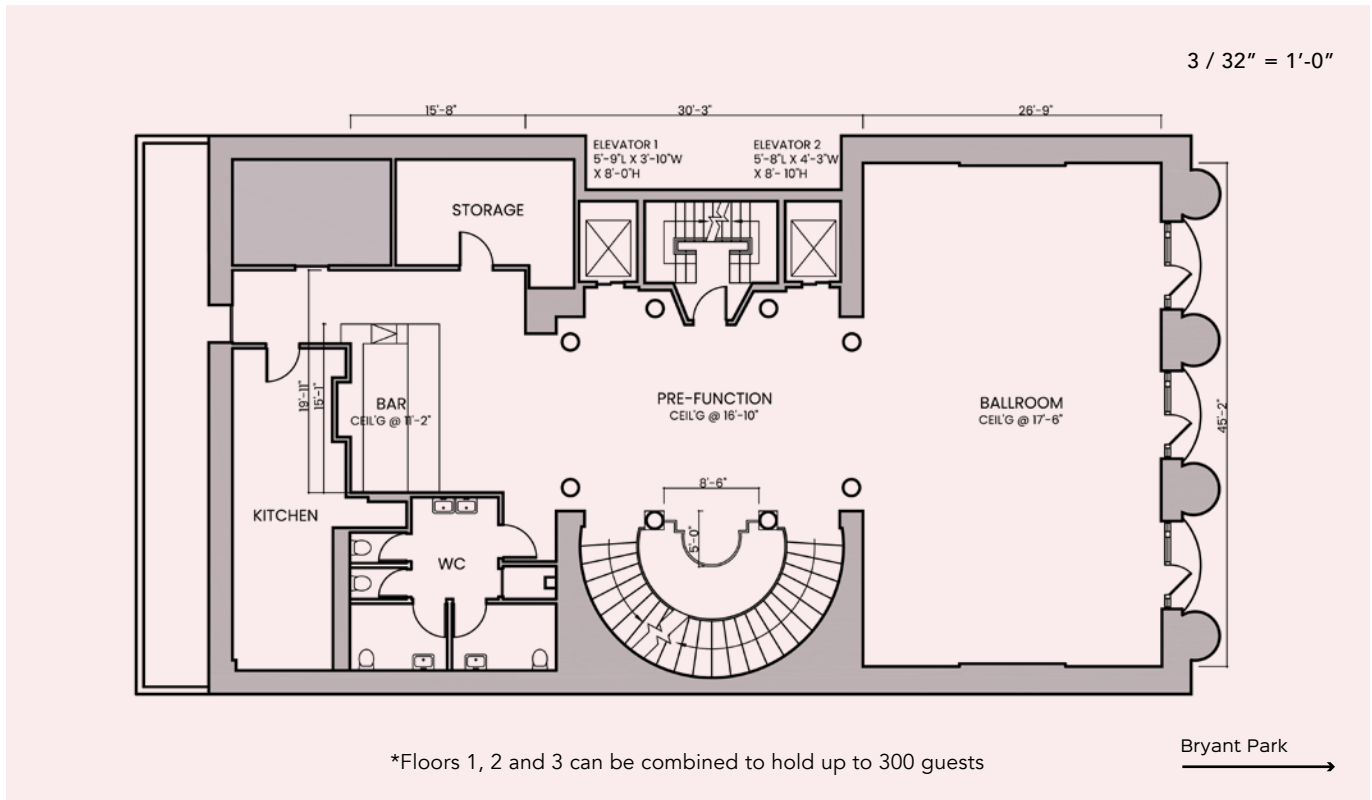 3 / 32” = 1’-0”
15'-8"
30'-3"
26'-9"
ELEVATOR 1
5'-9"L X 3'-10"W
X 8'-0"H
ELEVATOR 2
5'-8"L X 4'-3"W
X 8'- 10"H
STORAGE
19'-11"
15'-1"
BAR
CEIL'G @ 11'-2"
PRE-FUNCTION
CEIL'G @ 16'-10"
BALLROOM
CEIL'G @ 17'-6"
45'-2"
8'-6"
5'-0"
KITCHEN
WC
*Floors 1, 2 and 3 can be combined to hold up to 300 guests
Bryant Park